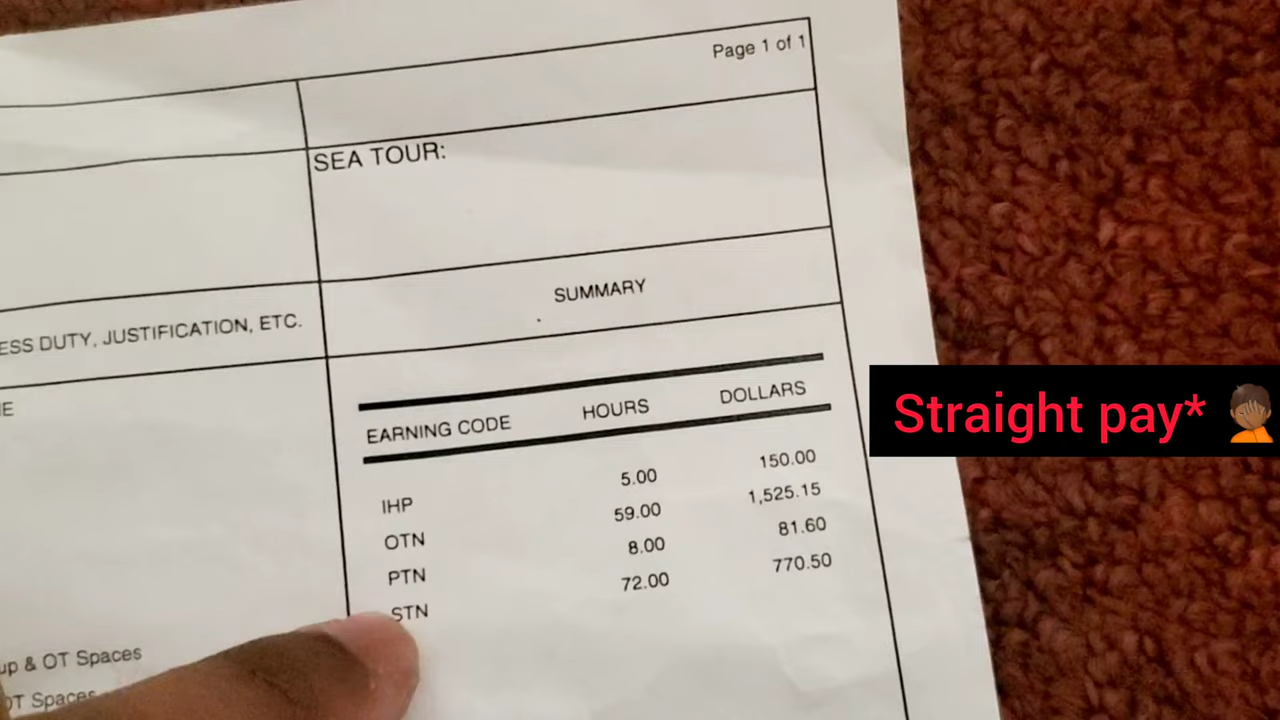 Page 1 of 1
SEA TOUR:
ESS DUTY, JUSTIFICATION, ETC.
SUMMARY
E
EARNING CODE HOURS DOLLARS
IHP 5.00 150.00
OTN 59.00 1,525.15
PTN 8.00 81.60
STN 72.00 770.50
up & OT Spaces
OT Spaces
Straight pay* 🤦🏾